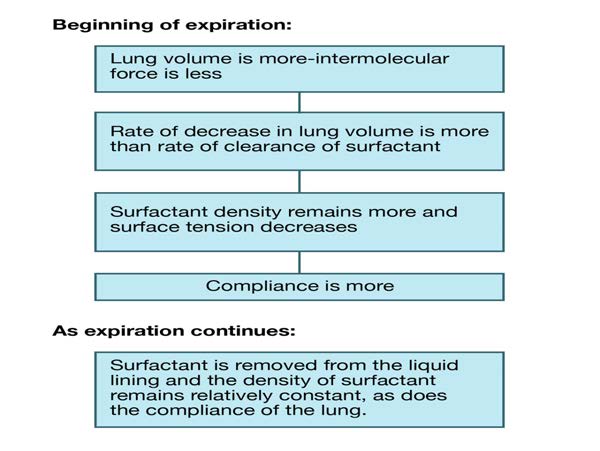 Beginning of expiration:
Lung volume is more-intermolecular
force is less
Rate of decrease in lung volume is more
than rate of clearance of surfactant
Surfactant density remains more and
surface tension decreases
Compliance is more
As expiration continues:
Surfactant is removed from the liquid
lining and the density of surfactant
remains relatively constant, as does
the compliance of the lung.